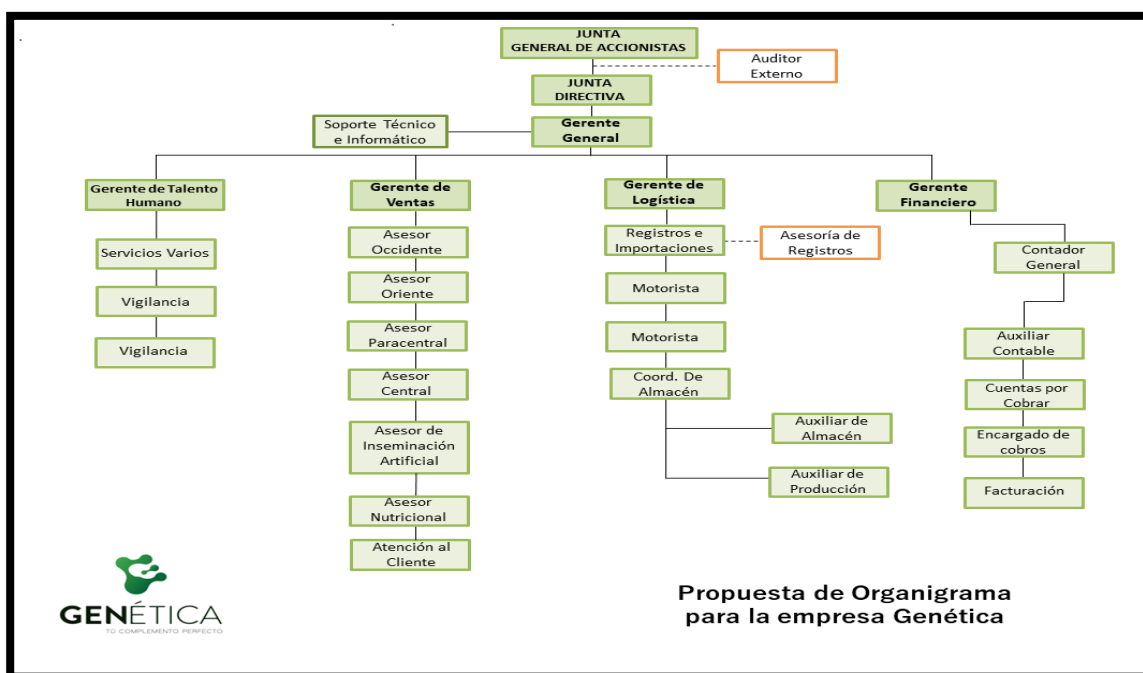 JUNTA
GENERAL DE ACCIONISTAS
Auditor
Externo
JUNTA
DIRECTIVA
Soporte Técnico
e Informático
Gerente
General
Gerente de Talento
Humano
Servicios Varios
Vigilancia
Vigilancia
Gerente de
Ventas
Asesor
Occidente
Asesor
Oriente
Asesor
Paracentral
Asesor
Central
Asesor de
Inseminación
Artificial
Asesor
Nutricional
Atención al
Cliente
Gerente de
Logística
Registros e
Importaciones
Asesoría de
Registros
Motorista
Motorista
Coord. De
Almacén
Auxiliar de
Almacén
Auxiliar de
Producción
Gerente
Financiero
Contador
General
Auxiliar
Contable
Cuentas por
Cobrar
Encargado de
cobros
Facturación
GENÉTICA
TU COMPLEMENTO PERFECTO
Propuesta de Organigrama
para la empresa Genética